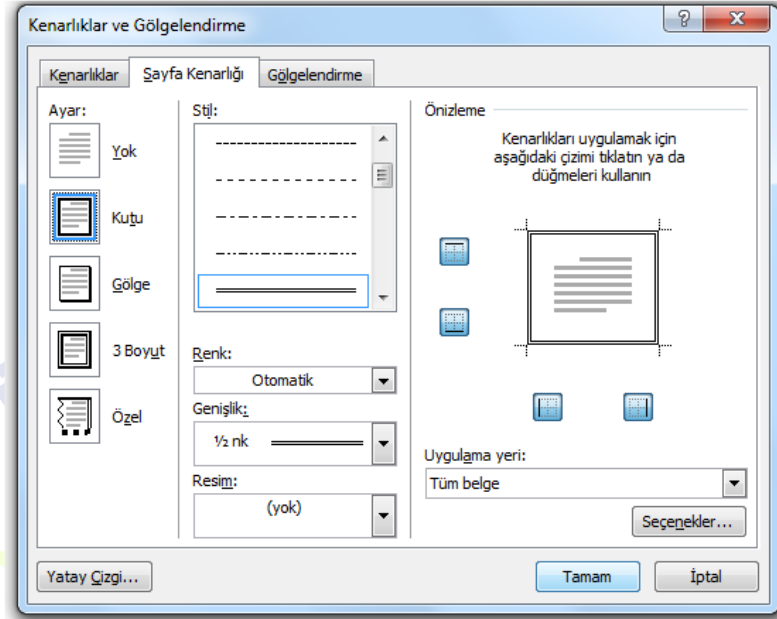 Kenarlıklar ve Gölgelendirme
Kenarlıklar
Sayfa Kenarlığı
Gölgelendirme
Ayar:
Yok
Kutu
Gölge
3 Boyut
Özel
Stil:
Renk:
Otomatik
Genişlik:
½ nk
Resim:
(yok)
Önizleme
Kenarlıkları uygulamak için
aşağıdaki çizimi tıklatın ya da
düğmeleri kullanın
Uygulama yeri:
Tüm belge
Seçenekler...
Yatay Çizgi...
Tamam
İptal